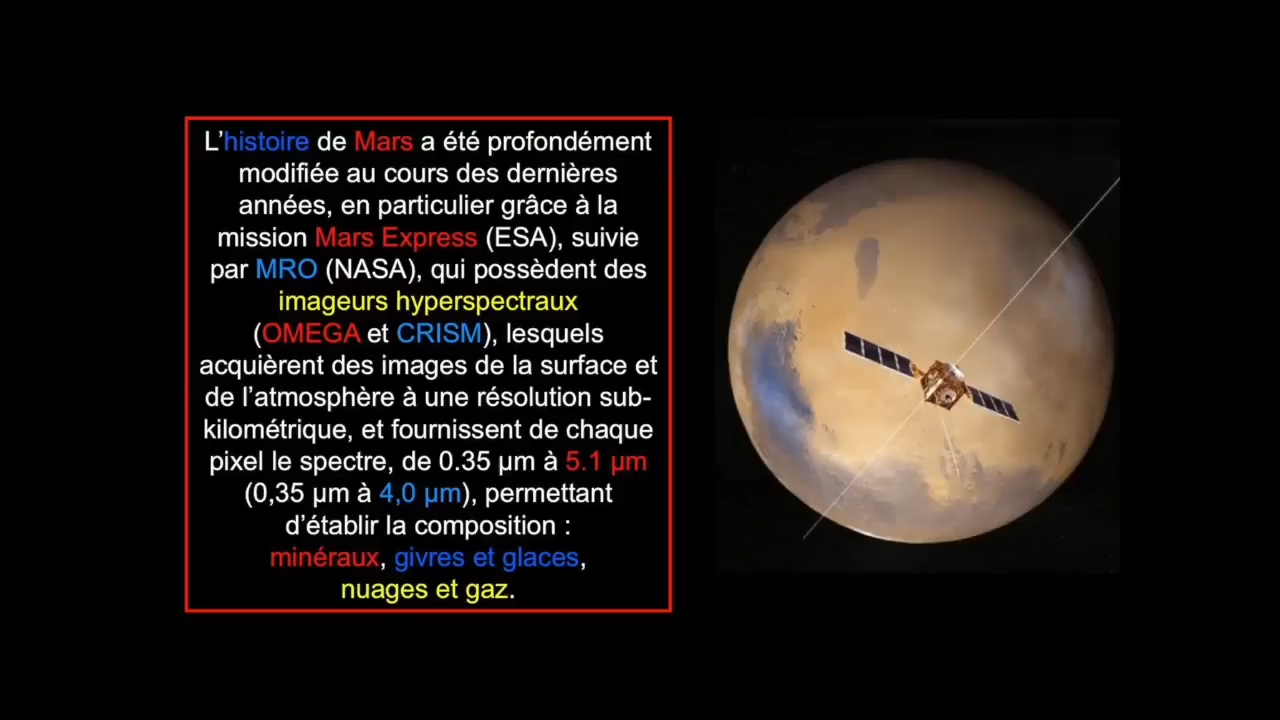 L’histoire de Mars a été profondément
modifiée au cours des dernières
années, en particulier grâce à la
mission Mars Express (ESA), suivie
par MRO (NASA), qui possèdent des
imageurs hyperspectraux
(OMEGA et CRISM), lesquels
acquièrent des images de la surface et
de l’atmosphère à une résolution sub-
kilométrique, et fournissent de chaque
pixel le spectre, de 0.35 µm à 5.1 µm
(0,35 µm à 4,0 µm), permettant
d’établir la composition :
minéraux, givres et glaces,
nuages et gaz.